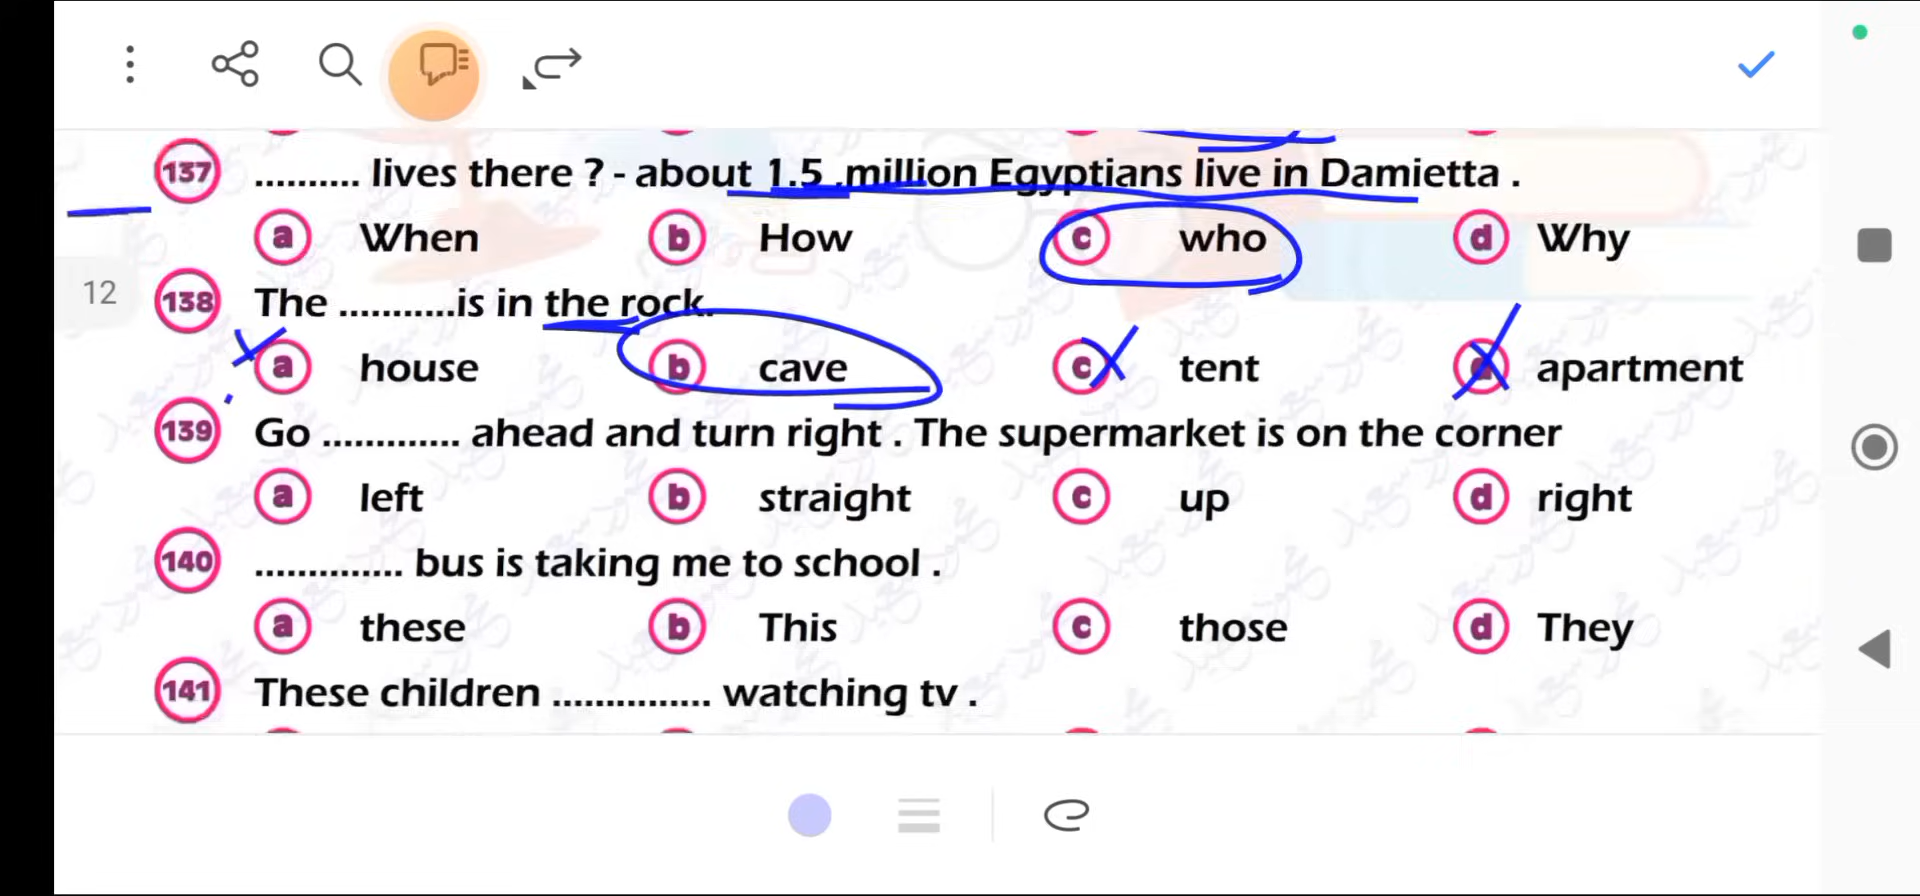 137 .......... lives there ? - about 1.5 .million Egyptians live in Damietta .
a When b How c who d Why
12
138 The ...........is in the rock.
a house b cave c tent d apartment
139 Go ............. ahead and turn right . The supermarket is on the corner
a left b straight c up d right
140 .............. bus is taking me to school .
a these b This c those d They
141 These children ............... watching tv .